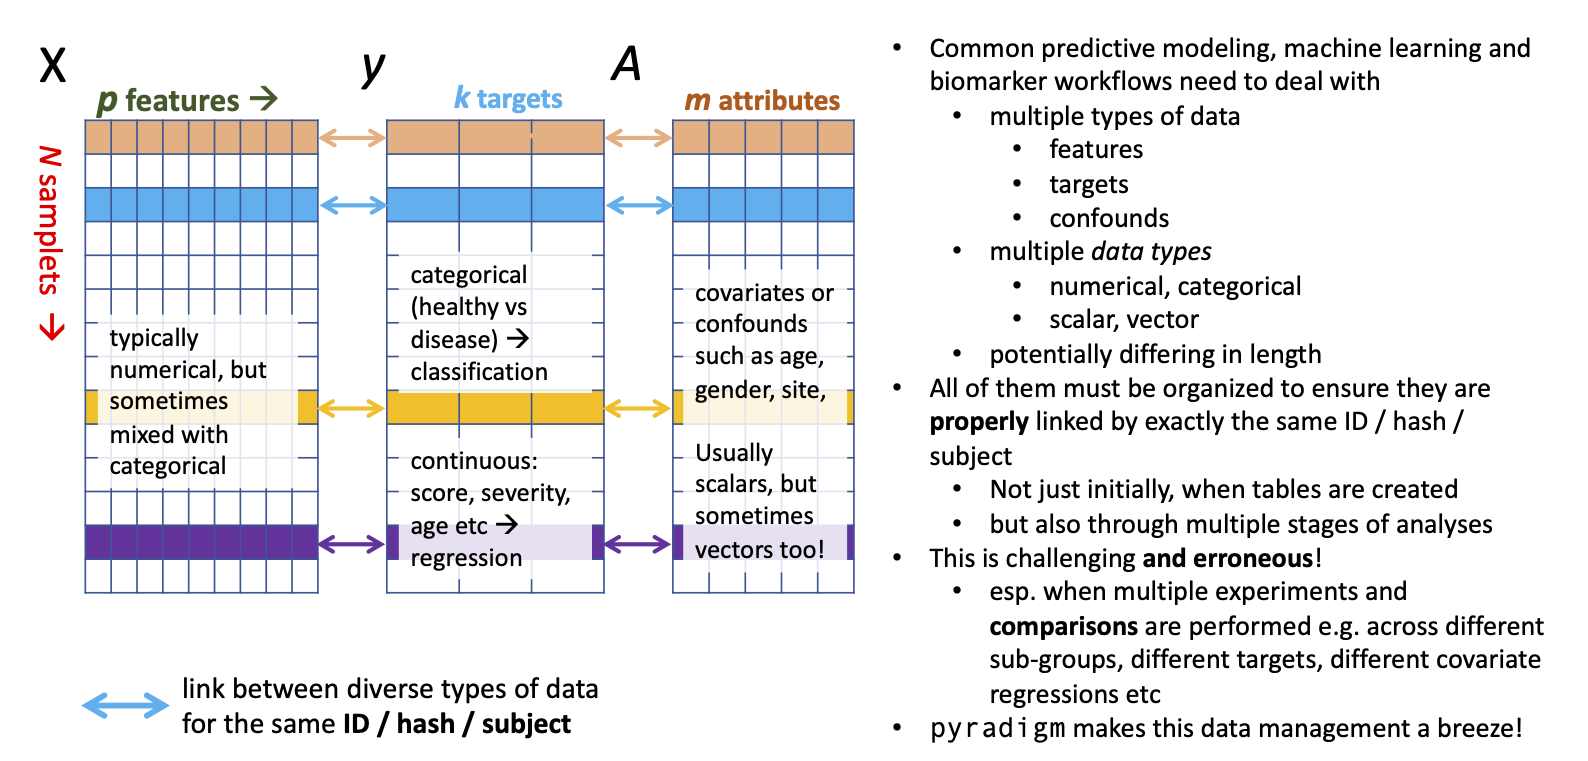 X
y
A
p features →
k targets
m attributes
N samplets →
typically
numerical, but
sometimes
mixed with
categorical
categorical
(healthy vs
disease) →
classification
continuous:
score, severity,
age etc →
regression
covariates or
confounds
such as age,
gender, site,
Usually
scalars, but
sometimes
vectors too!
link between diverse types of data
for the same ID / hash / subject
• Common predictive modeling, machine learning and
biomarker workflows need to deal with
• multiple types of data
• features
• targets
• confounds
• multiple data types
• numerical, categorical
• scalar, vector
• potentially differing in length
• All of them must be organized to ensure they are
properly linked by exactly the same ID / hash /
subject
• Not just initially, when tables are created
• but also through multiple stages of analyses
• This is challenging and erroneous!
• esp. when multiple experiments and
comparisons are performed e.g. across different
sub-groups, different targets, different covariate
regressions etc
• pyradigm makes this data management a breeze!